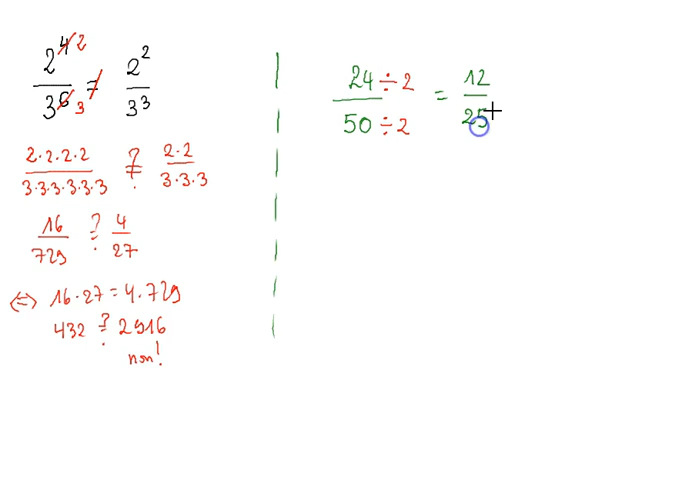 2^4 2 / 3^6 3 ≠ 2^2 / 3^3
2·2·2·2 / 3·3·3·3·3·3 ≟ 2·2 / 3·3·3
16 / 729 ≟ 4 / 27
⇔ 16·27 = 4·729
432 ≟ 2916
non!
24 ÷ 2 / 50 ÷ 2 = 12 / 25